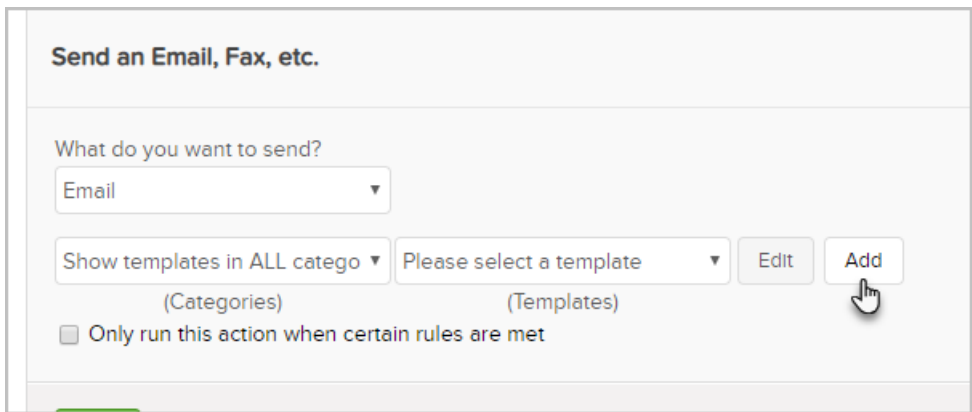 Send an Email, Fax, etc.
What do you want to send?
Email
Show templates in ALL catego Please select a template Edit Add
(Categories) (Templates)
Only run this action when certain rules are met